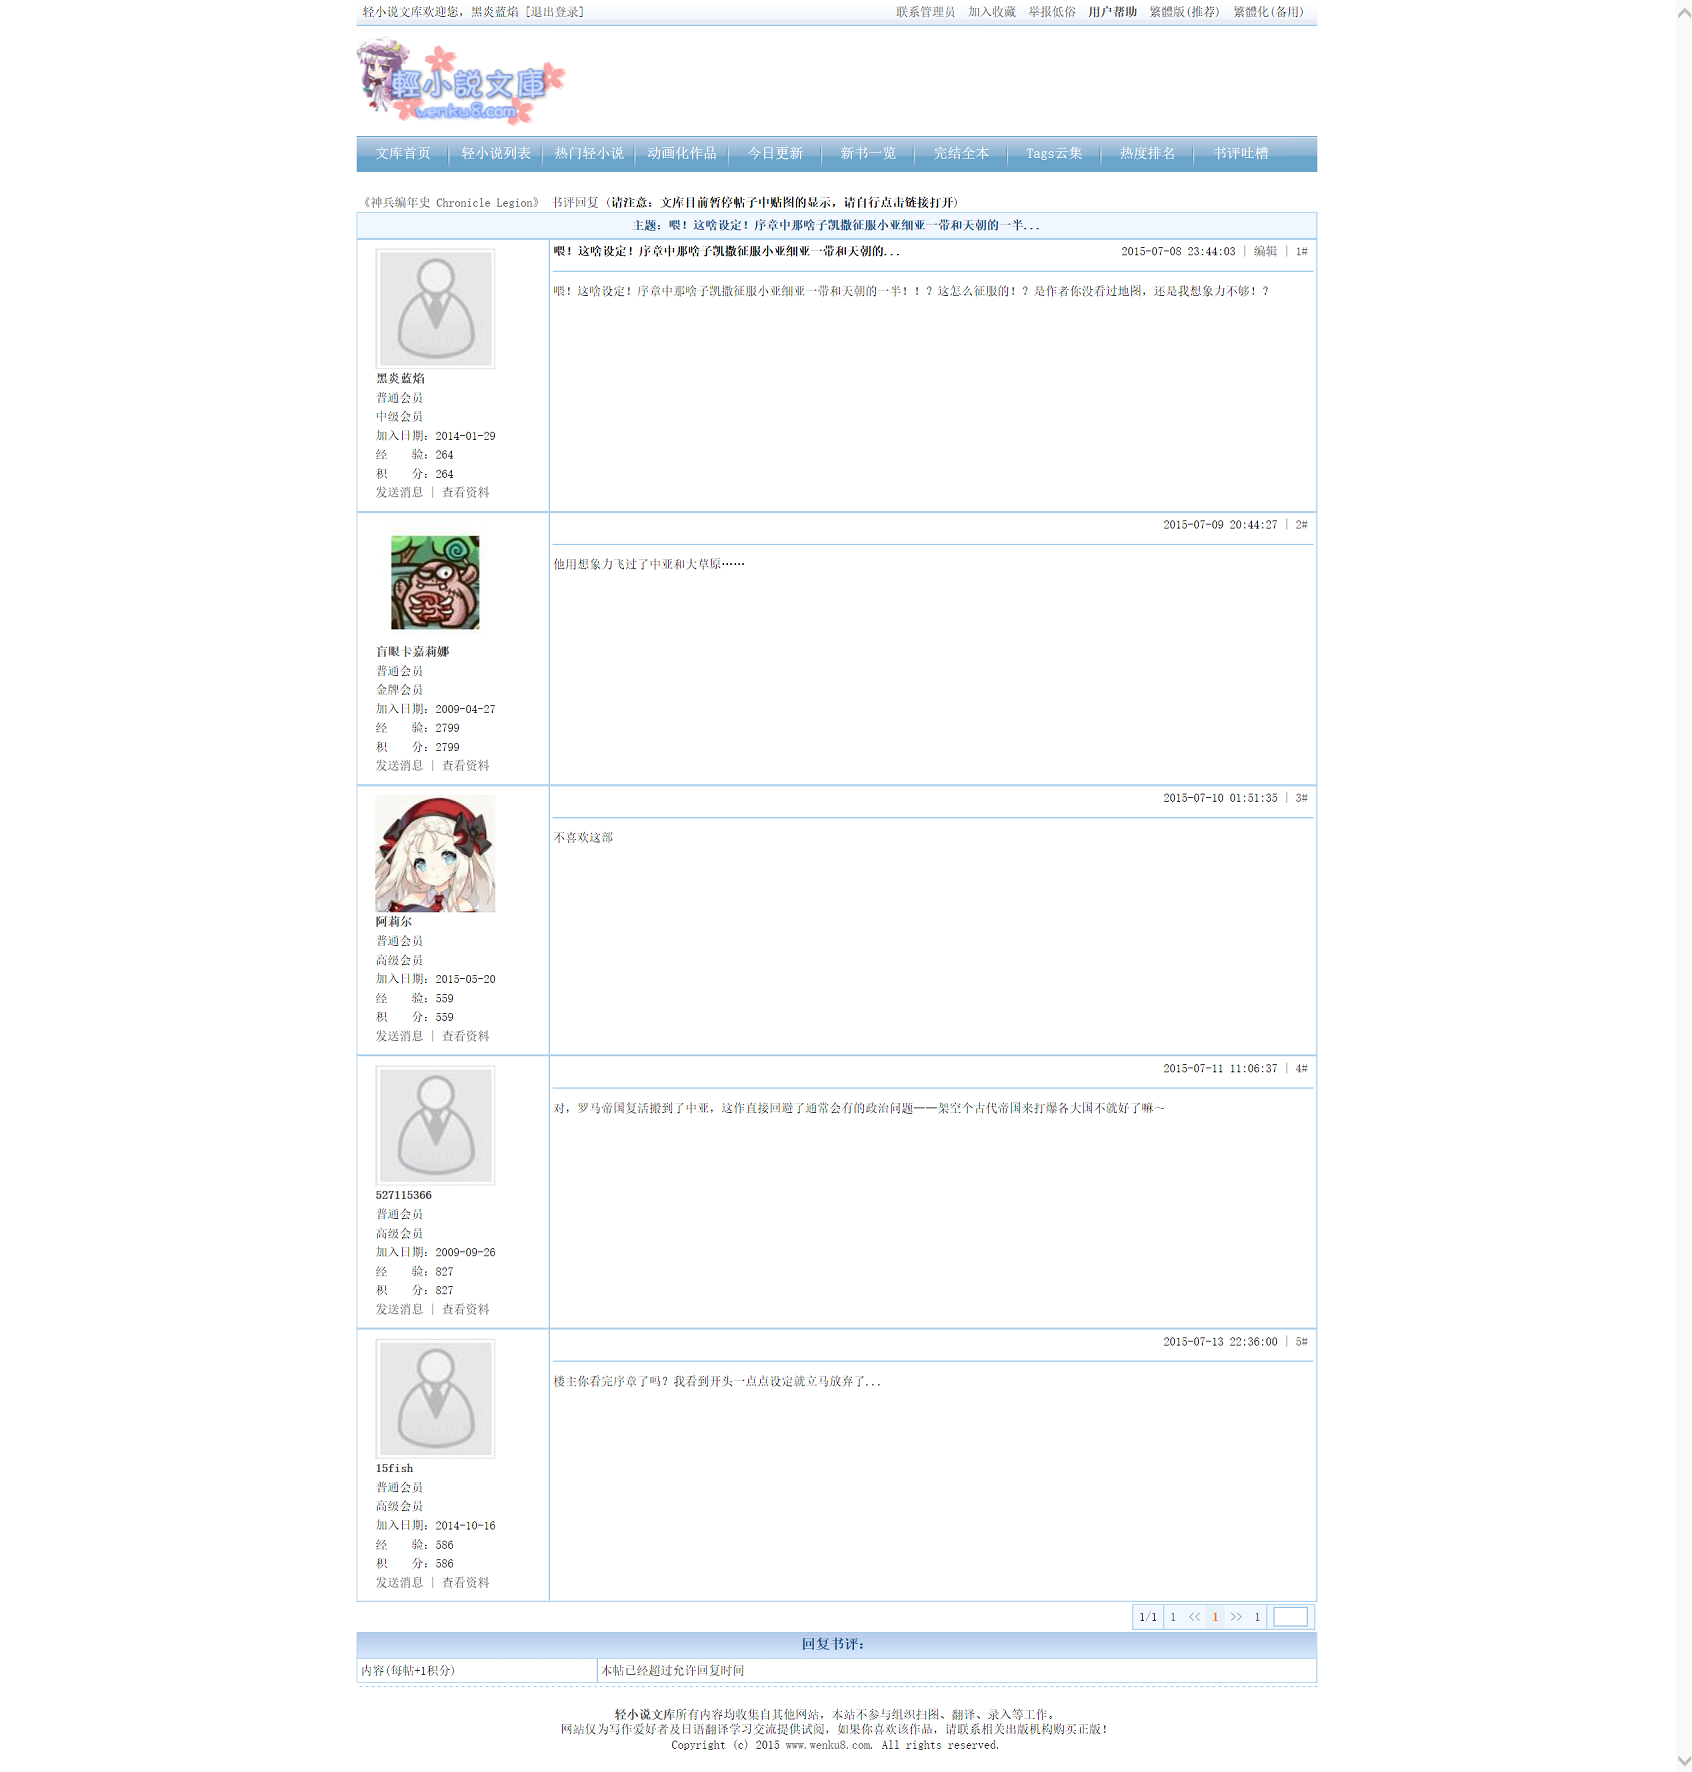 轻小说文库欢迎您，黑炎蓝焰 [退出登录]
联系管理员 加入收藏 举报低俗 用户帮助 繁體版(推荐) 繁體化(备用)
輕小説文庫
wenku8.com
文库首页 轻小说列表 热门轻小说 动画化作品 今日更新 新书一览 完结全本 Tags云集 热度排名 书评吐槽
《神兵编年史 Chronicle Legion》 书评回复 (请注意：文库目前暂停帖子中贴图的显示，请自行点击链接打开)
主题：喂！这啥设定！序章中那啥子凯撒征服小亚细亚一带和天朝的一半...
喂！这啥设定！序章中那啥子凯撒征服小亚细亚一带和天朝的... 2015-07-08 23:44:03 | 编辑 | 1#
喂！这啥设定！序章中那啥子凯撒征服小亚细亚一带和天朝的一半！！？这怎么征服的！？是作者你没看过地图，还是我想象力不够！？
黑炎蓝焰
普通会员
中级会员
加入日期：2014-01-29
经 验：264
积 分：264
发送消息 | 查看资料
2015-07-09 20:44:27 | 2#
他用想象力飞过了中亚和大草原……
盲眼卡嘉莉娜
普通会员
金牌会员
加入日期：2009-04-27
经 验：2799
积 分：2799
发送消息 | 查看资料
2015-07-10 01:51:35 | 3#
不喜欢这部
阿莉尔
普通会员
高级会员
加入日期：2015-05-20
经 验：559
积 分：559
发送消息 | 查看资料
2015-07-11 11:06:37 | 4#
对，罗马帝国复活搬到了中亚，这作直接回避了通常会有的政治问题——架空个古代帝国来打爆各大国不就好了嘛～
527115366
普通会员
高级会员
加入日期：2009-09-26
经 验：827
积 分：827
发送消息 | 查看资料
2015-07-13 22:36:00 | 5#
楼主你看完序章了吗？我看到开头一点点设定就立马放弃了...
15fish
普通会员
高级会员
加入日期：2014-10-16
经 验：586
积 分：586
发送消息 | 查看资料
1/1 1 << 1 >> 1
回复书评：
内容(每帖+1积分) 本帖已经超过允许回复时间
轻小说文库所有内容均收集自其他网站，本站不参与组织扫图、翻译、录入等工作。
网站仅为写作爱好者及日语翻译学习交流提供试阅，如果你喜欢该作品，请联系相关出版机构购买正版！
Copyright (c) 2015 www.wenku8.com. All rights reserved.